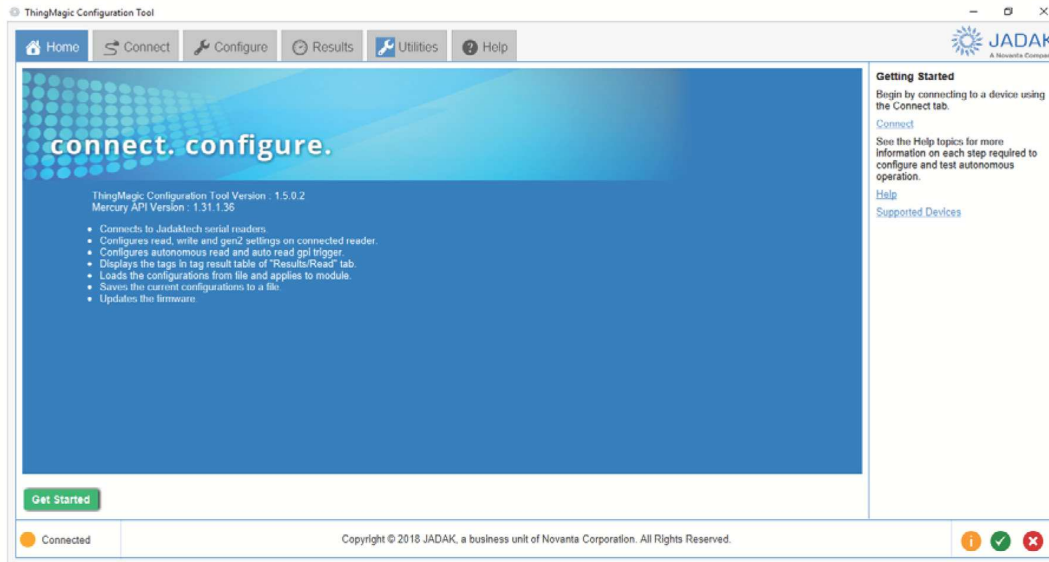 ThingMagic Configuration Tool
Home
Connect
Configure
Results
Utilities
Help
JADAK
A Novanta Company
connect. configure.
ThingMagic Configuration Tool Version : 1.5.0.2
Mercury API Version : 1.31.1.36
• Connects to Jadaktech serial readers.
• Configures read, write and gen2 settings on connected reader.
• Configures autonomous read and auto read gpi trigger.
• Displays the tags in tag result table of "Results/Read" tab.
• Loads the configurations from file and applies to module.
• Saves the current configurations to a file.
• Updates the firmware.
Getting Started
Begin by connecting to a device using
the Connect tab.
Connect
See the Help topics for more
information on each step required to
configure and test autonomous
operation.
Help
Supported Devices
Get Started
Connected
Copyright © 2018 JADAK, a business unit of Novanta Corporation. All Rights Reserved.